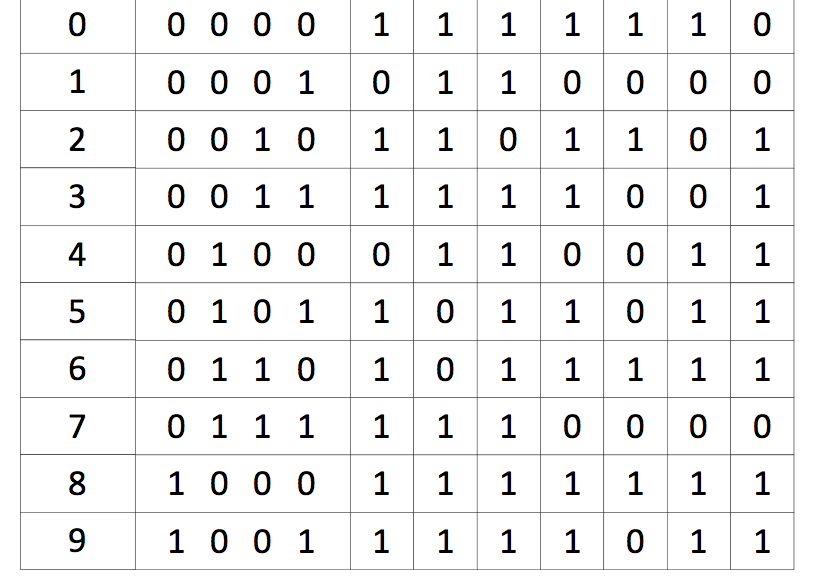 0 0 0 0 0 1 1 1 1 1 1 0
1 0 0 0 1 0 1 1 0 0 0 0
2 0 0 1 0 1 1 0 1 1 0 1
3 0 0 1 1 1 1 1 1 0 0 1
4 0 1 0 0 0 1 1 0 0 1 1
5 0 1 0 1 1 0 1 1 0 1 1
6 0 1 1 0 1 0 1 1 1 1 1
7 0 1 1 1 1 1 1 0 0 0 0
8 1 0 0 0 1 1 1 1 1 1 1
9 1 0 0 1 1 1 1 1 0 1 1